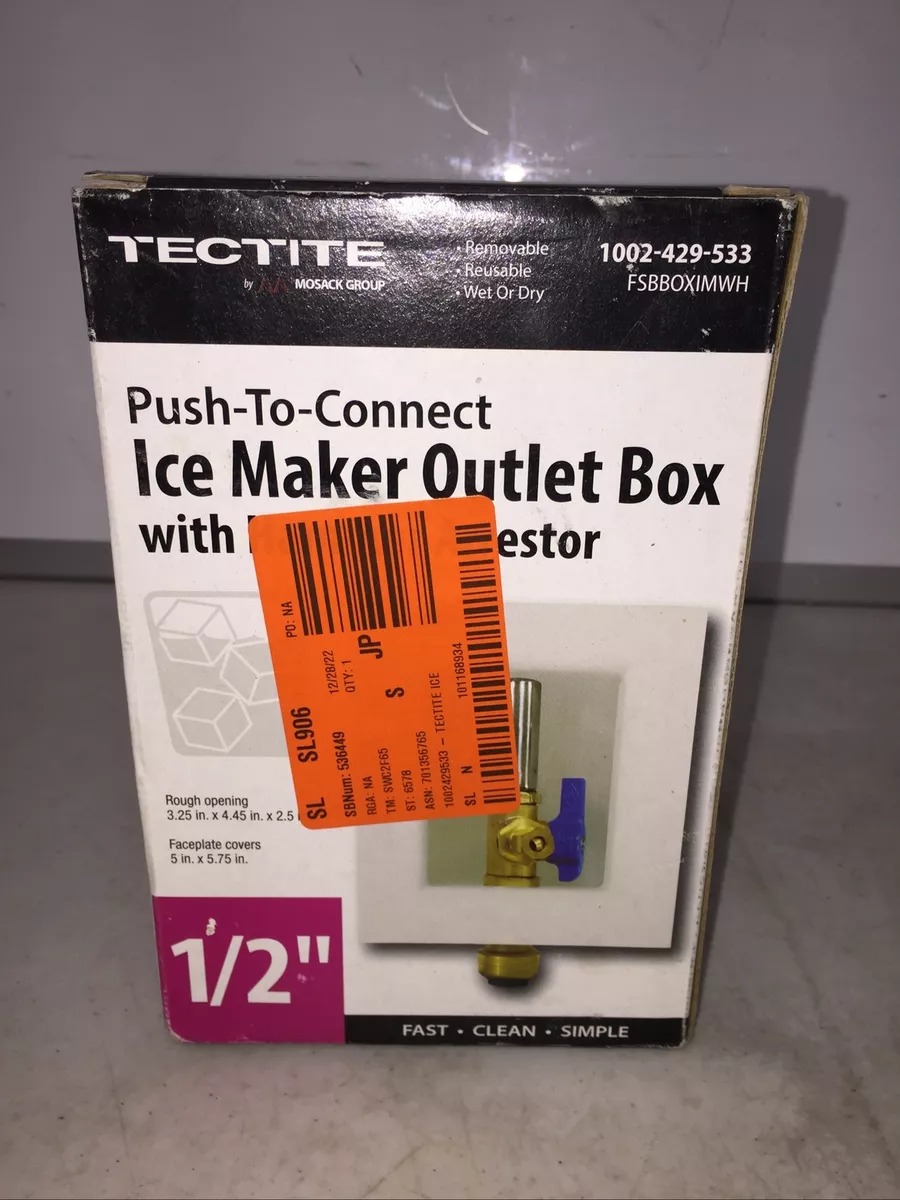 TECTITE
by MOSACK GROUP
• Removable
• Reusable
• Wet Or Dry
1002-429-533
FSBBOXIMWH
Push-To-Connect
Ice Maker Outlet Box
with estor
PO: NA
JP
SL SL906
12/28/22
SBNum: 536449
QTY: 1
RGA: NA
TM: SWC2F65
S
ST: 6578
ASN: 701356765
1002429533 – TECTITE ICE
SL N 101168934
Rough opening
3.25 in. x 4.45 in. x 2.5
Faceplate covers
5 in. x 5.75 in.
1/2"
FAST • CLEAN • SIMPLE